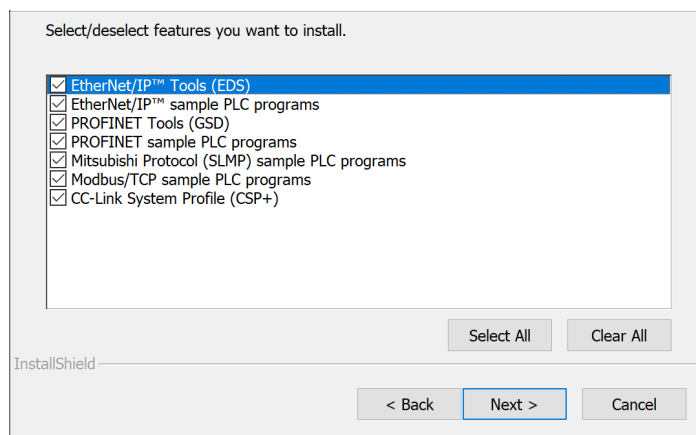 Select/deselect features you want to install.
EtherNet/IP™ Tools (EDS)
EtherNet/IP™ sample PLC programs
PROFINET Tools (GSD)
PROFINET sample PLC programs
Mitsubishi Protocol (SLMP) sample PLC programs
Modbus/TCP sample PLC programs
CC-Link System Profile (CSP+)
Select All Clear All
InstallShield
< Back Next > Cancel